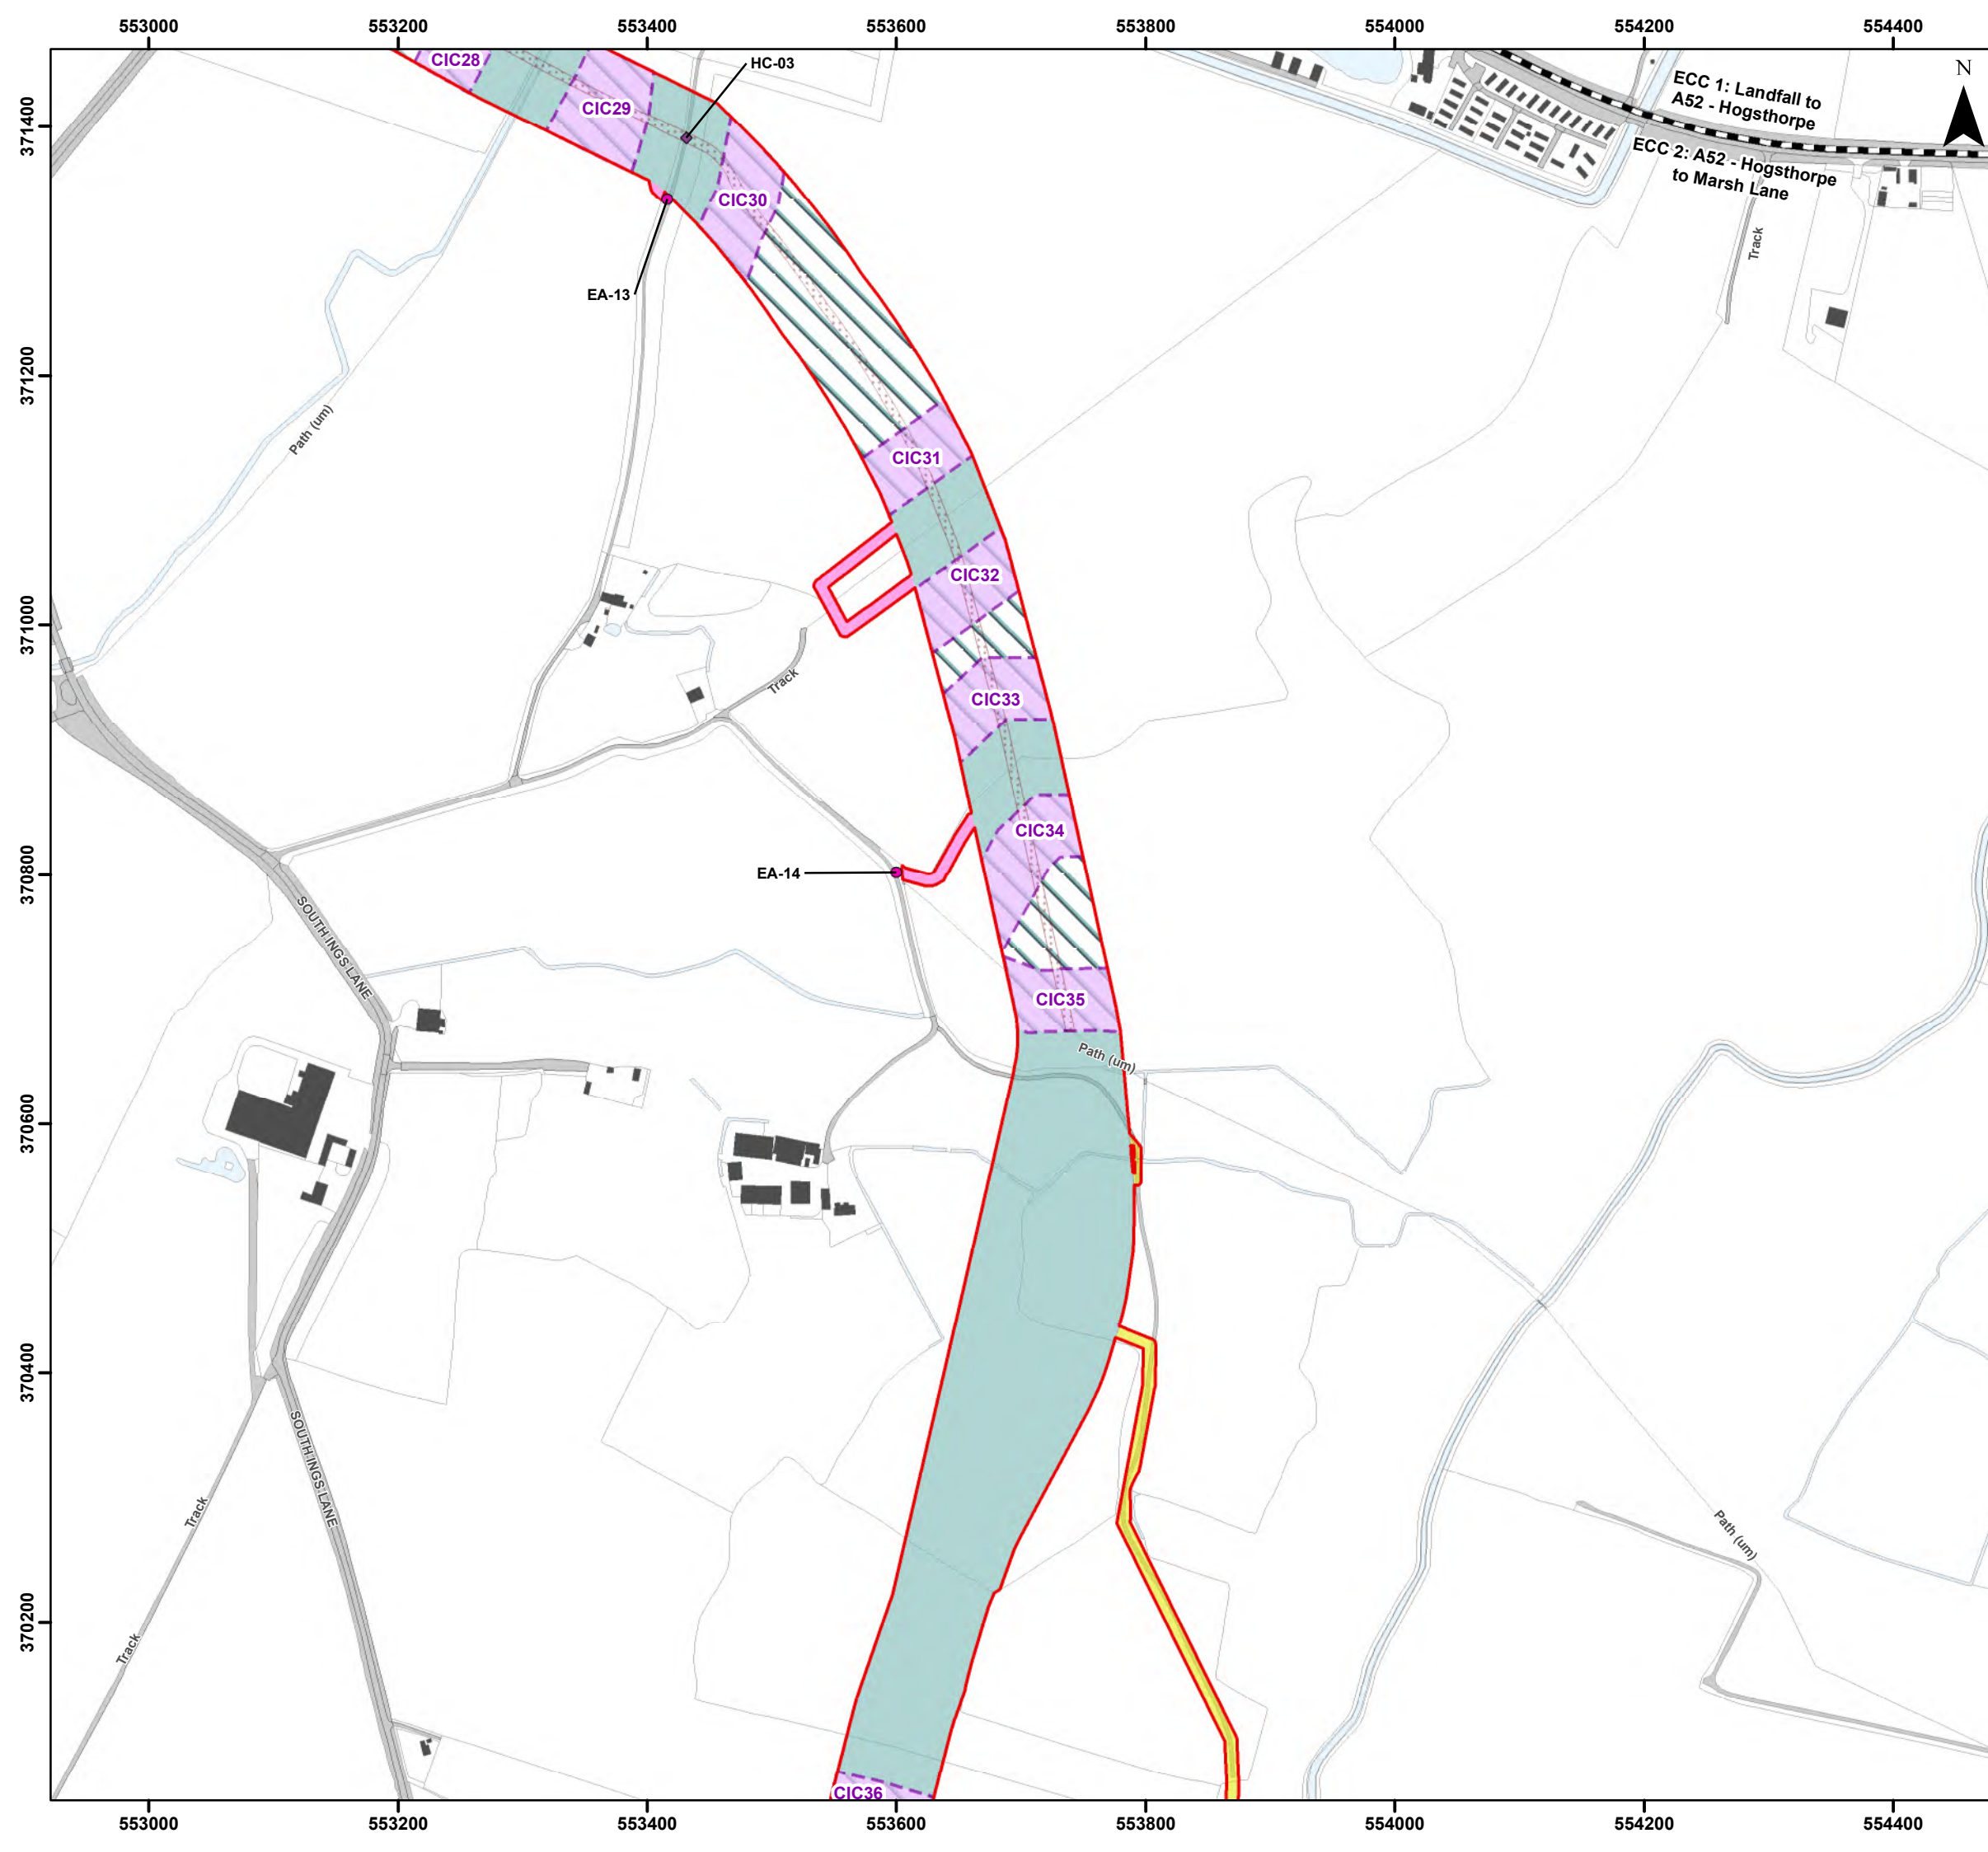 553000 553200 553400 553600 553800 554000 554200 554400
N
CIC28
HC-03
ECC 1: Landfall to
A52 - Hogsthorpe
371400
CIC29
ECC 2: A52 - Hogsthorpe
to Marsh Lane
CIC30
Track
EA-13
371200
Path (um)
CIC31
CIC32
371000
Track
CIC33
CIC34
370800
EA-14
SOUTH INGS LANE
CIC35
Path (um)
370600
370400
SOUTH INGS LANE
Track
Path (um)
370200
Track
CIC36
553000 553200 553400 553600 553800 554000 554200 554400